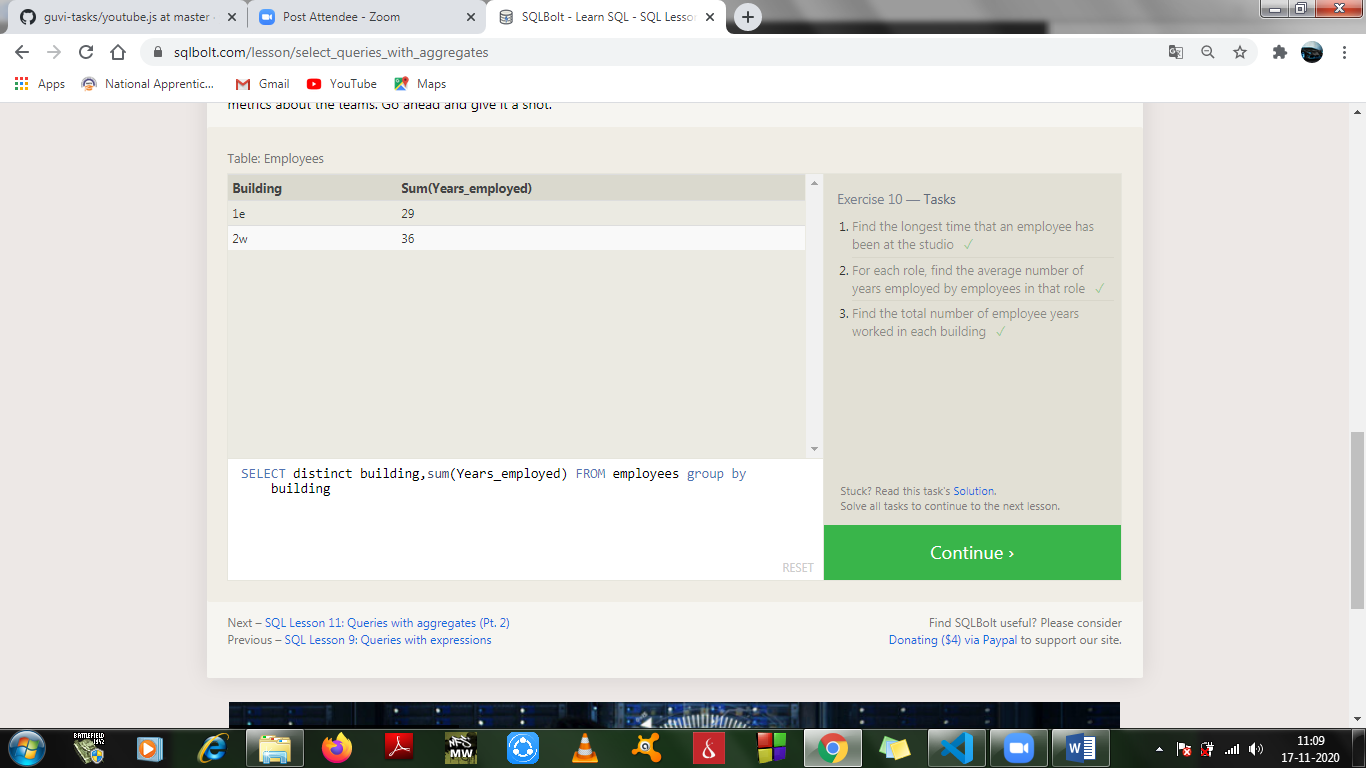 guvi-tasks/youtube.js at master
Post Attendee - Zoom
SQLBolt - Learn SQL - SQL Lesso
sqlbolt.com/lesson/select_queries_with_aggregates
Apps
National Apprentic...
Gmail
YouTube
Maps
metrics about the teams. Go ahead and give it a shot.
Table: Employees
Building Sum(Years_employed)
1e 29
2w 36
Exercise 10 — Tasks
1. Find the longest time that an employee has
been at the studio ✓
2. For each role, find the average number of
years employed by employees in that role ✓
3. Find the total number of employee years
worked in each building ✓
SELECT distinct building,sum(Years_employed) FROM employees group by
building
RESET
Stuck? Read this task's Solution.
Solve all tasks to continue to the next lesson.
Continue ›
Next – SQL Lesson 11: Queries with aggregates (Pt. 2)
Previous – SQL Lesson 9: Queries with expressions
Find SQLBolt useful? Please consider
Donating ($4) via Paypal to support our site.
BATTLEFIELD
1942
NFS
MW
11:09
17-11-2020